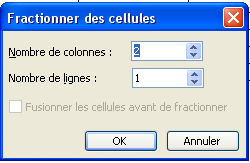 Fractionner des cellules
Nombre de colonnes : 2
Nombre de lignes : 1
Fusionner les cellules avant de fractionner
OK Annuler